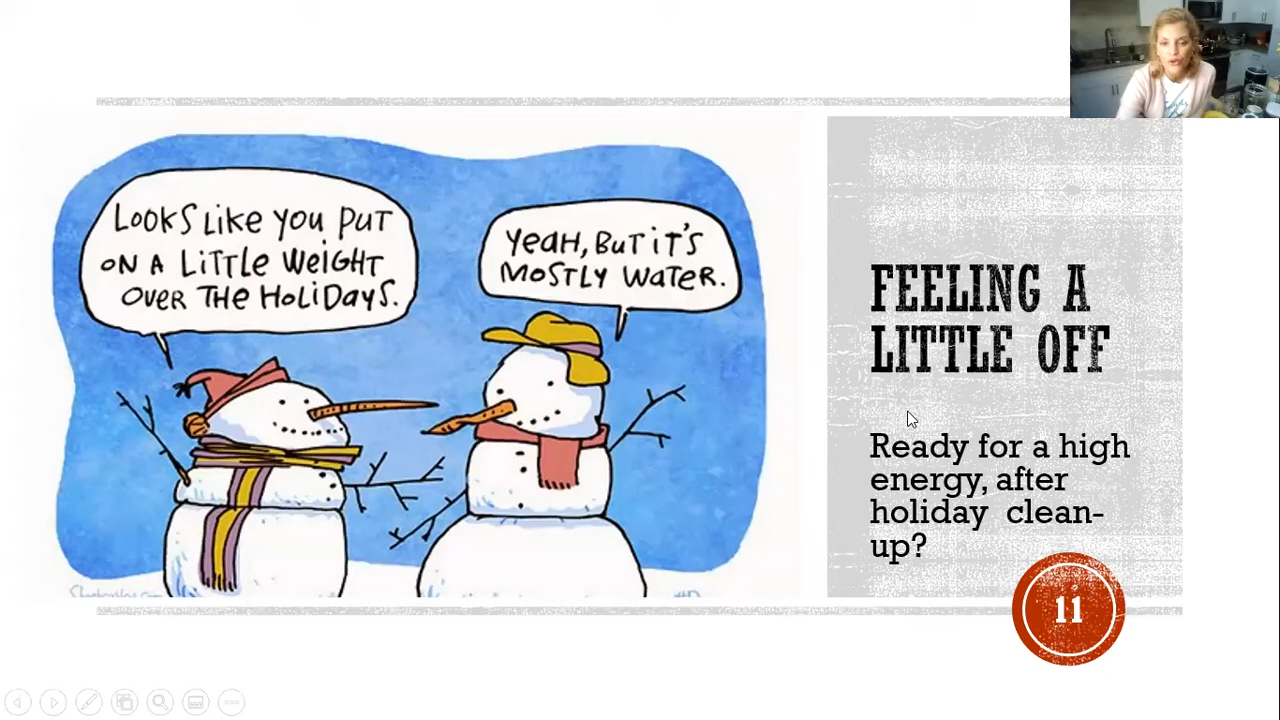 LOOKS LIKE YOU PUT
ON A LITTLE WEIGHT
OVER THE HOLIDAYS.
YEAH, BUT IT'S
MOSTLY WATER.
FEELING A
LITTLE OFF
Ready for a high
energy, after
holiday clean-
up?
11